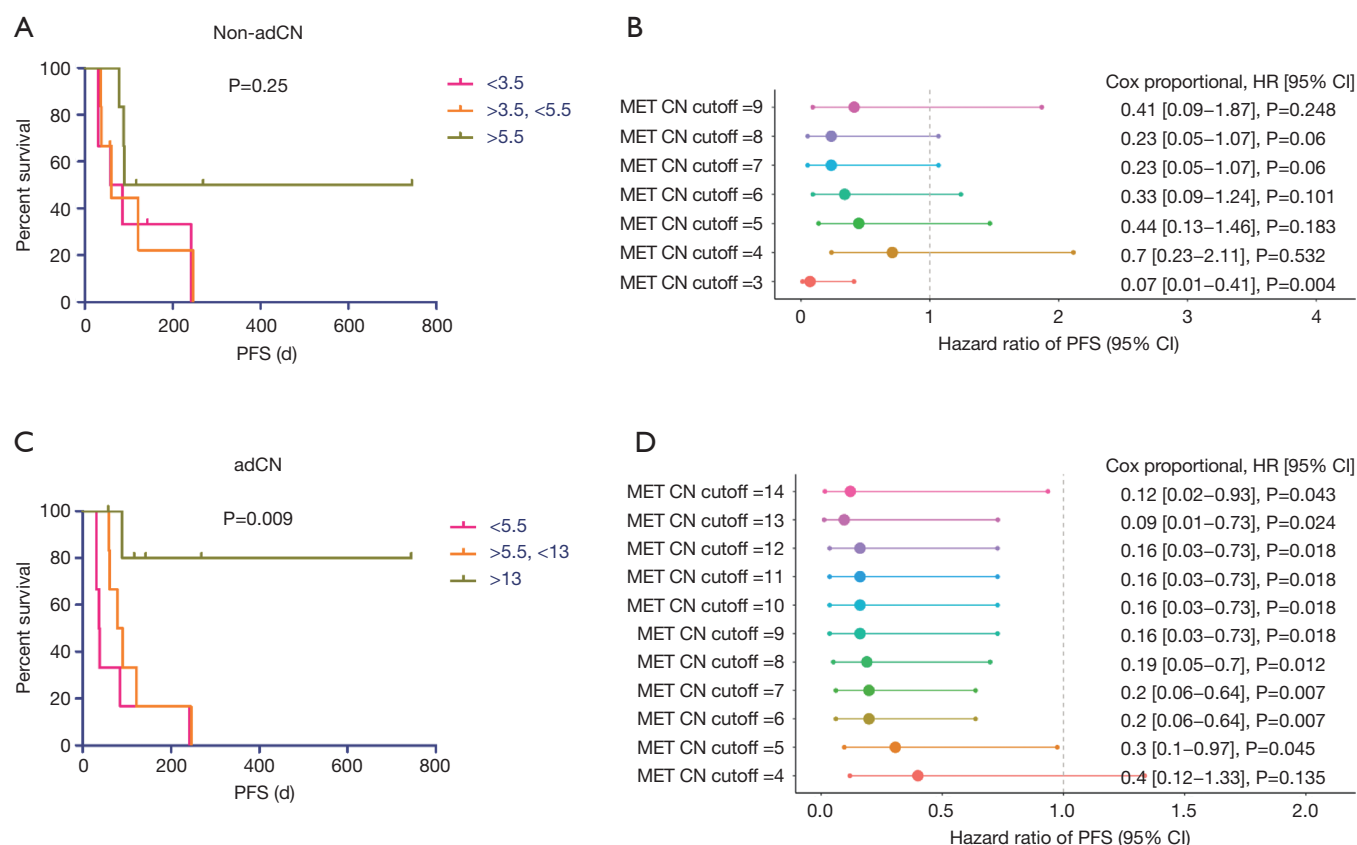 A
Non-adCN
P=0.25
<3.5
>3.5, <5.5
>5.5
Percent survival
100
80
60
40
20
0
0 200 400 600 800
PFS (d)
B
Cox proportional, HR [95% CI]
MET CN cutoff =9 0.41 [0.09–1.87], P=0.248
MET CN cutoff =8 0.23 [0.05–1.07], P=0.06
MET CN cutoff =7 0.23 [0.05–1.07], P=0.06
MET CN cutoff =6 0.33 [0.09–1.24], P=0.101
MET CN cutoff =5 0.44 [0.13–1.46], P=0.183
MET CN cutoff =4 0.7 [0.23–2.11], P=0.532
MET CN cutoff =3 0.07 [0.01–0.41], P=0.004
0 1 2 3 4
Hazard ratio of PFS (95% CI)
C
adCN
P=0.009
<5.5
>5.5, <13
>13
Percent survival
100
80
60
40
20
0
0 200 400 600 800
PFS (d)
D
Cox proportional, HR [95% CI]
MET CN cutoff =14 0.12 [0.02–0.93], P=0.043
MET CN cutoff =13 0.09 [0.01–0.73], P=0.024
MET CN cutoff =12 0.16 [0.03–0.73], P=0.018
MET CN cutoff =11 0.16 [0.03–0.73], P=0.018
MET CN cutoff =10 0.16 [0.03–0.73], P=0.018
MET CN cutoff =9 0.16 [0.03–0.73], P=0.018
MET CN cutoff =8 0.19 [0.05–0.7], P=0.012
MET CN cutoff =7 0.2 [0.06–0.64], P=0.007
MET CN cutoff =6 0.2 [0.06–0.64], P=0.007
MET CN cutoff =5 0.3 [0.1–0.97], P=0.045
MET CN cutoff =4 0.4 [0.12–1.33], P=0.135
0.0 0.5 1.0 1.5 2.0
Hazard ratio of PFS (95% CI)